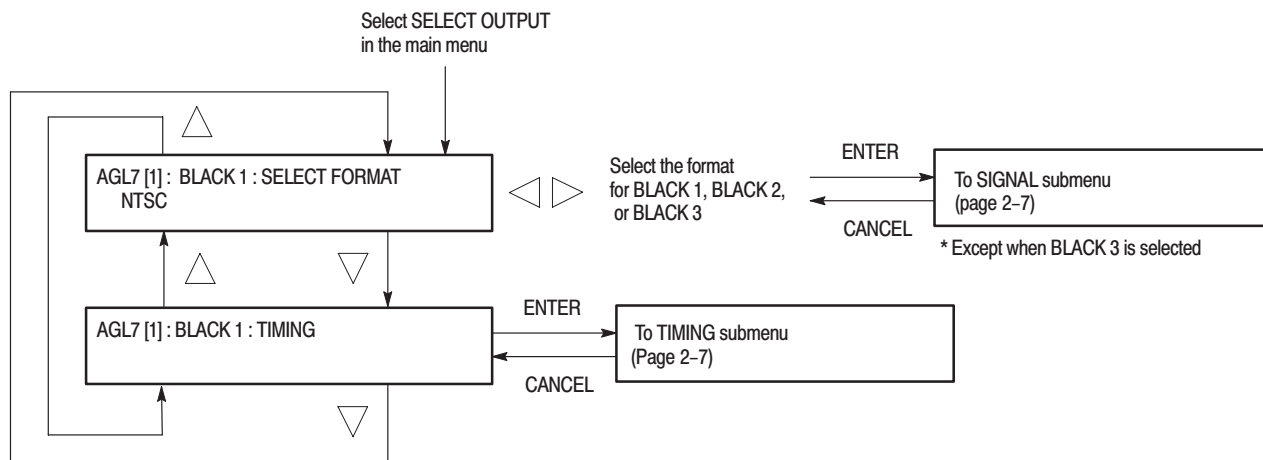 Select SELECT OUTPUT
in the main menu
AGL7 [1] : BLACK 1 : SELECT FORMAT
NTSC
Select the format
for BLACK 1, BLACK 2,
or BLACK 3
ENTER
CANCEL
To SIGNAL submenu
(page 2–7)
* Except when BLACK 3 is selected
AGL7 [1] : BLACK 1 : TIMING
ENTER
CANCEL
To TIMING submenu
(Page 2–7)